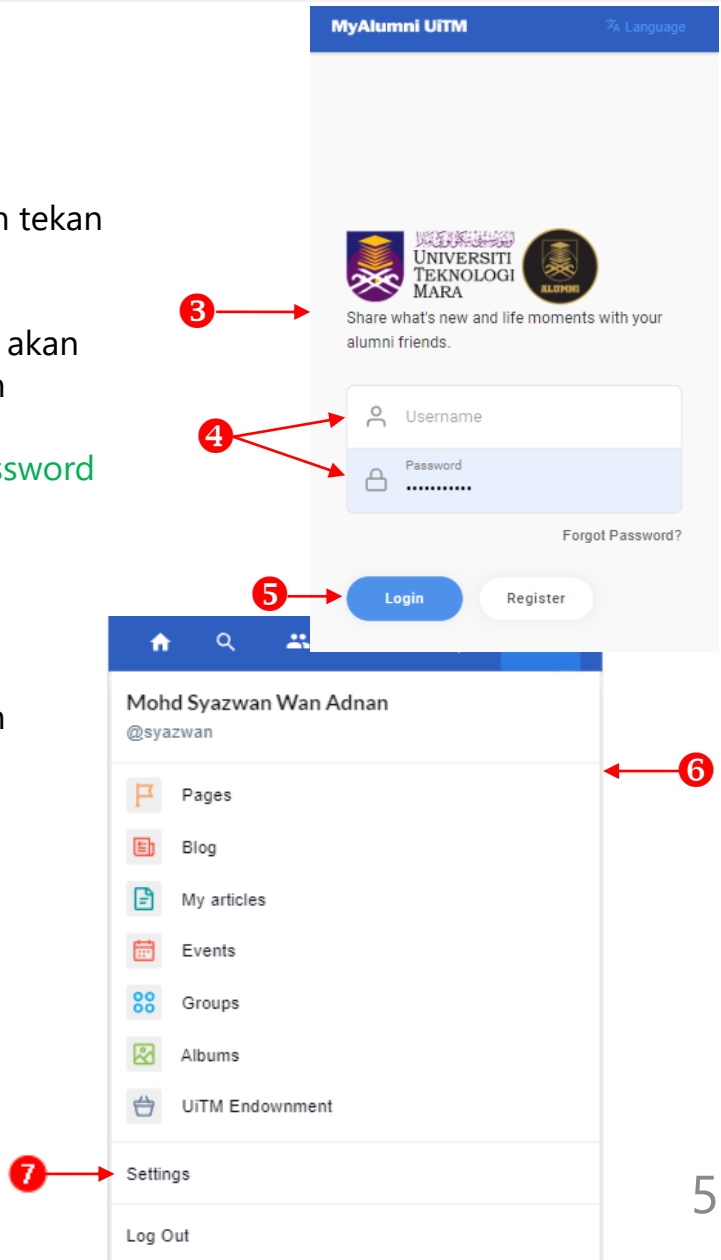 MyAlumni UiTM
Language
n tekan
UNIVERSITI
TEKNOLOGI
MARA
ALUMNI
3
Share what's new and life moments with your
alumni friends.
akan
n
4
Username
ssword
Password
Forgot Password?
5
Login
Register
n
Mohd Syazwan Wan Adnan
@syazwan
6
Pages
Blog
My articles
Events
Groups
Albums
UiTM Endownment
7
Settings
5
Log Out